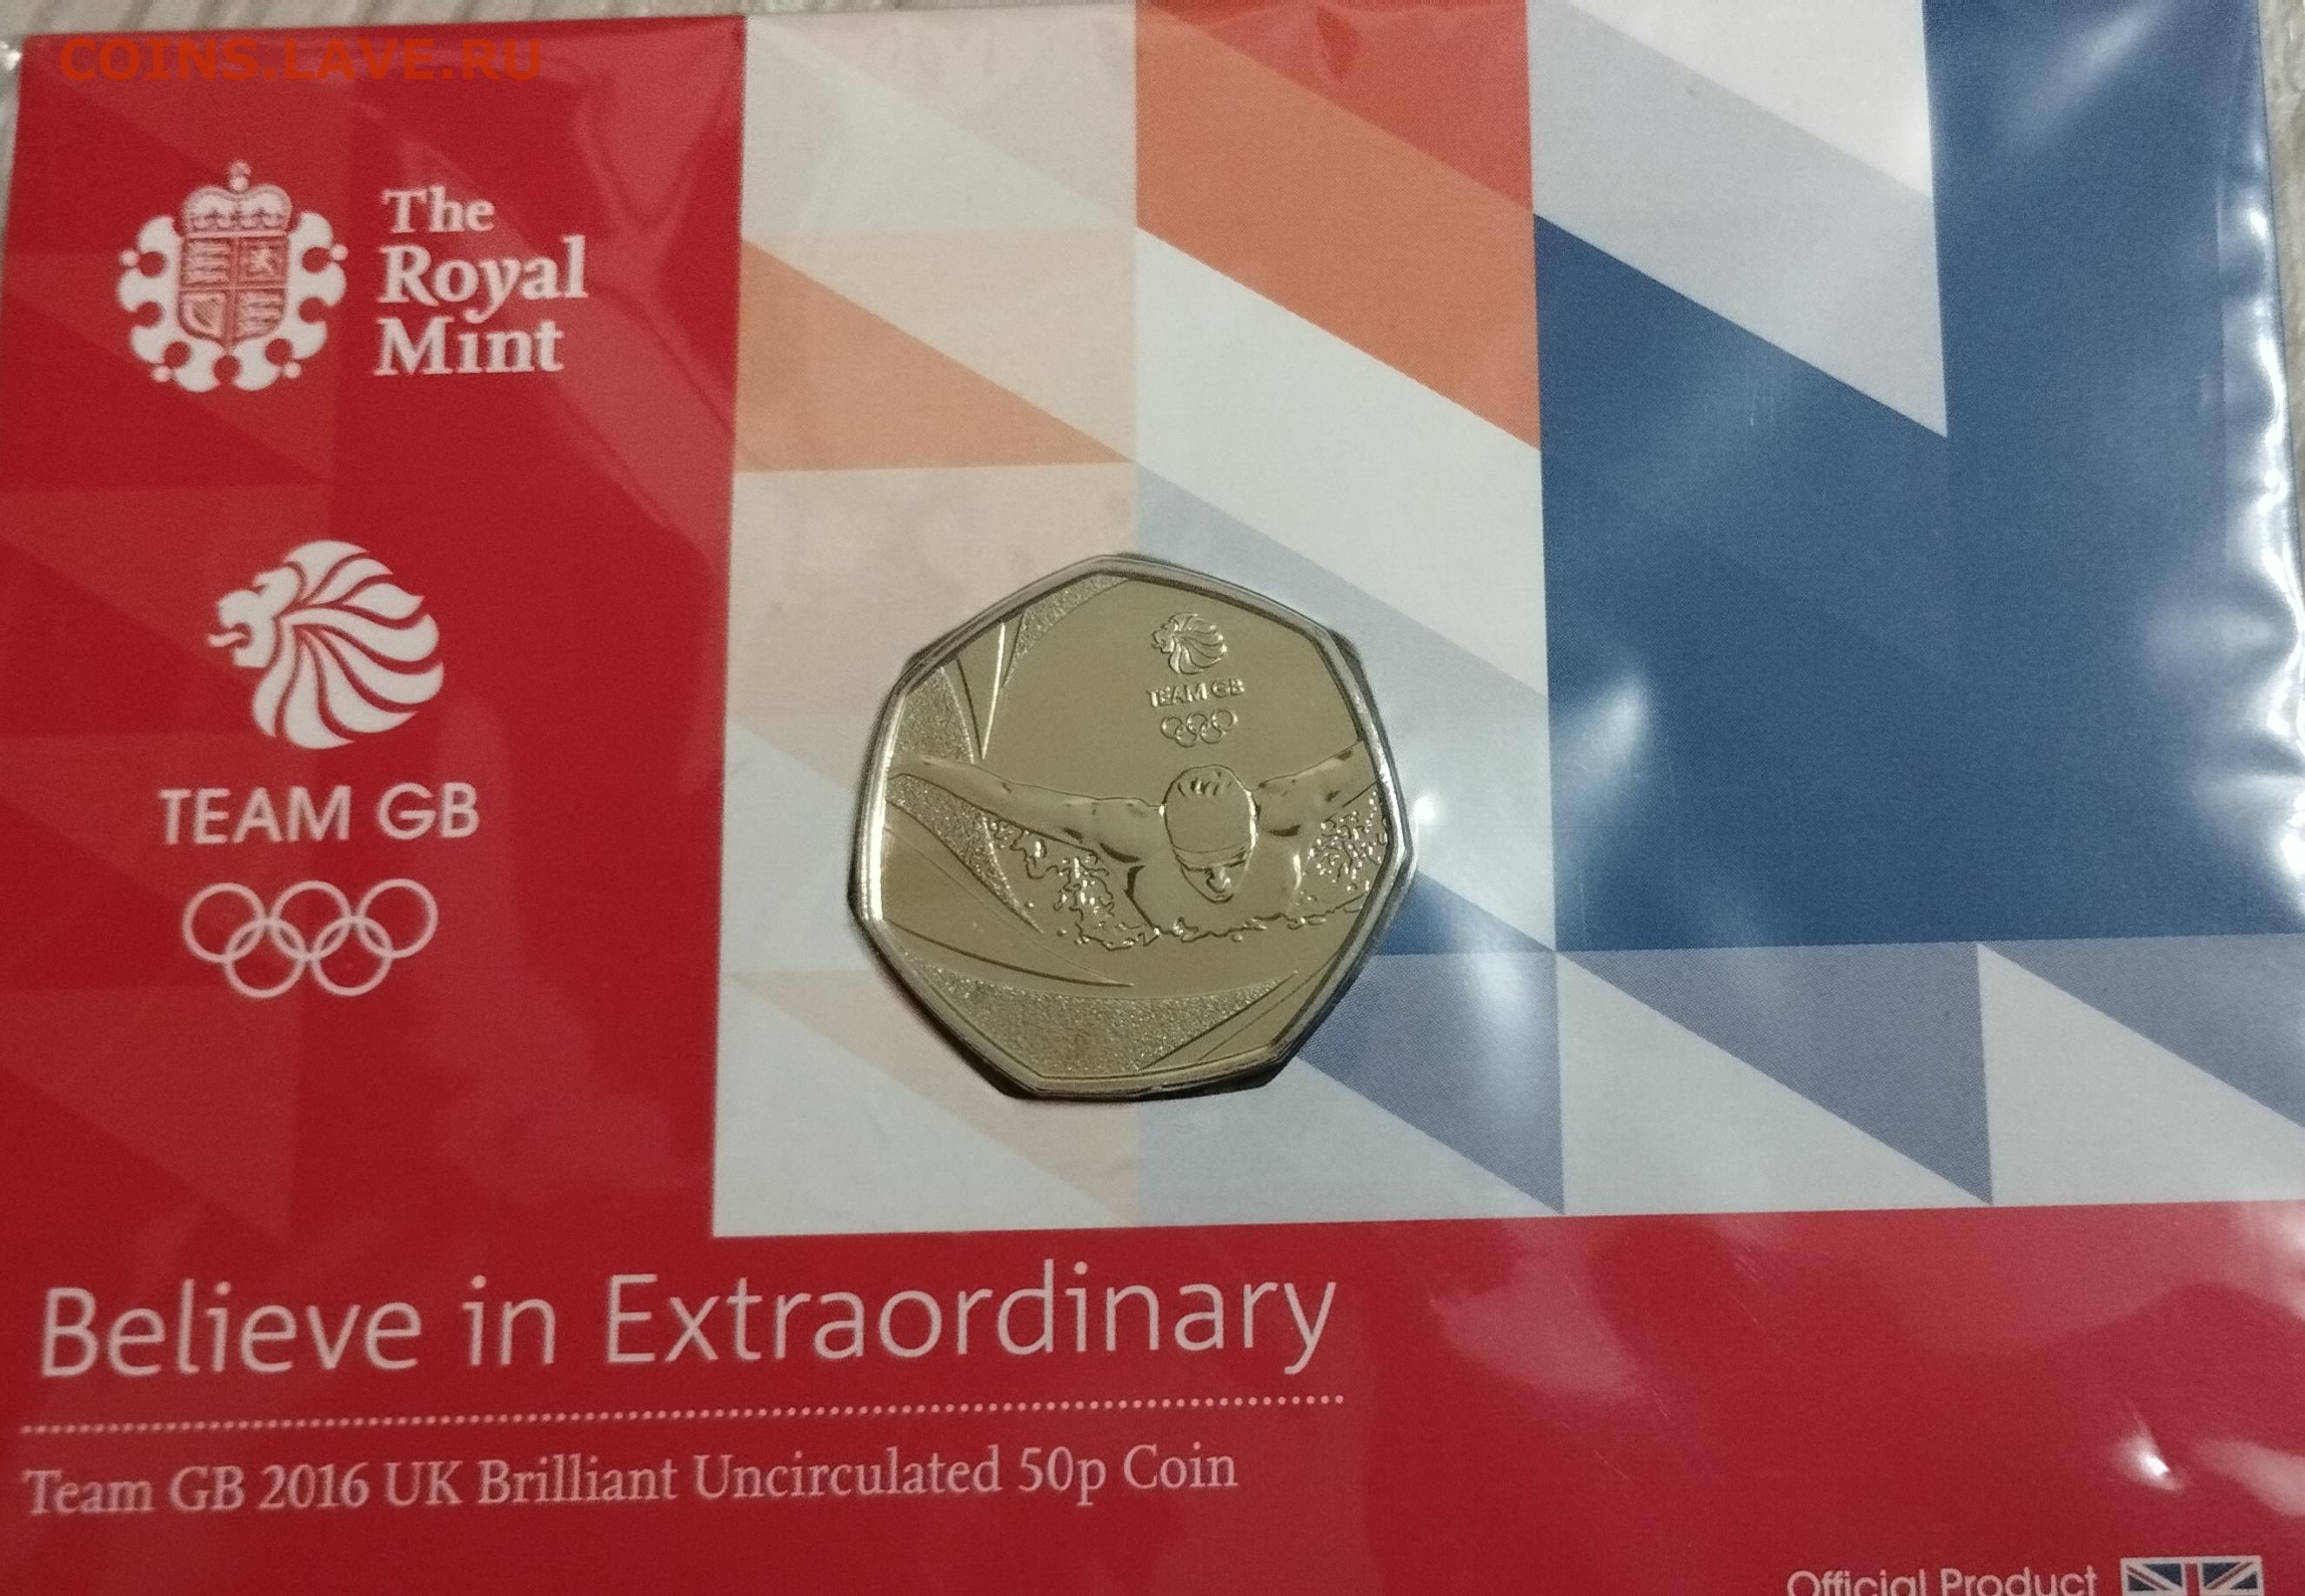 COINS.LAVE.RU
The
Royal
Mint
TEAM GB
TEAM GB
Believe in Extraordinary
Team GB 2016 UK Brilliant Uncirculated 50p Coin
Official Product